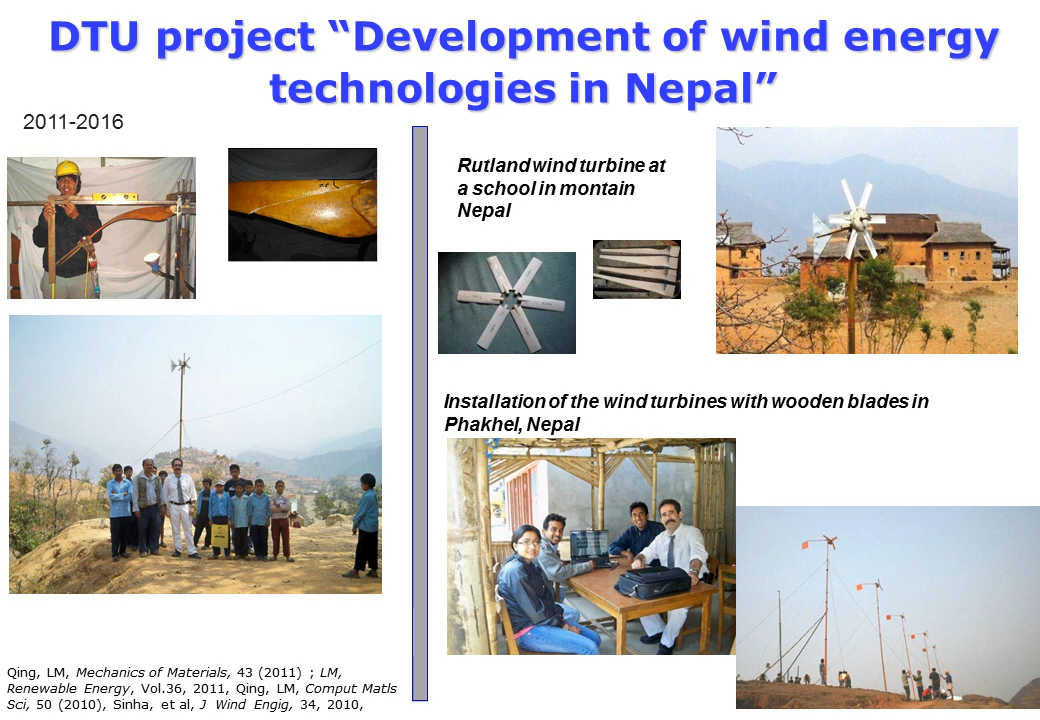 DTU project “Development of wind energy
technologies in Nepal”
2011-2016
Rutland wind turbine at
a school in montain
Nepal
Installation of the wind turbines with wooden blades in
Phakhel, Nepal
Qing, LM, Mechanics of Materials, 43 (2011) ; LM,
Renewable Energy, Vol.36, 2011, Qing, LM, Comput Matls
Sci, 50 (2010), Sinha, et al, J Wind Engig, 34, 2010,